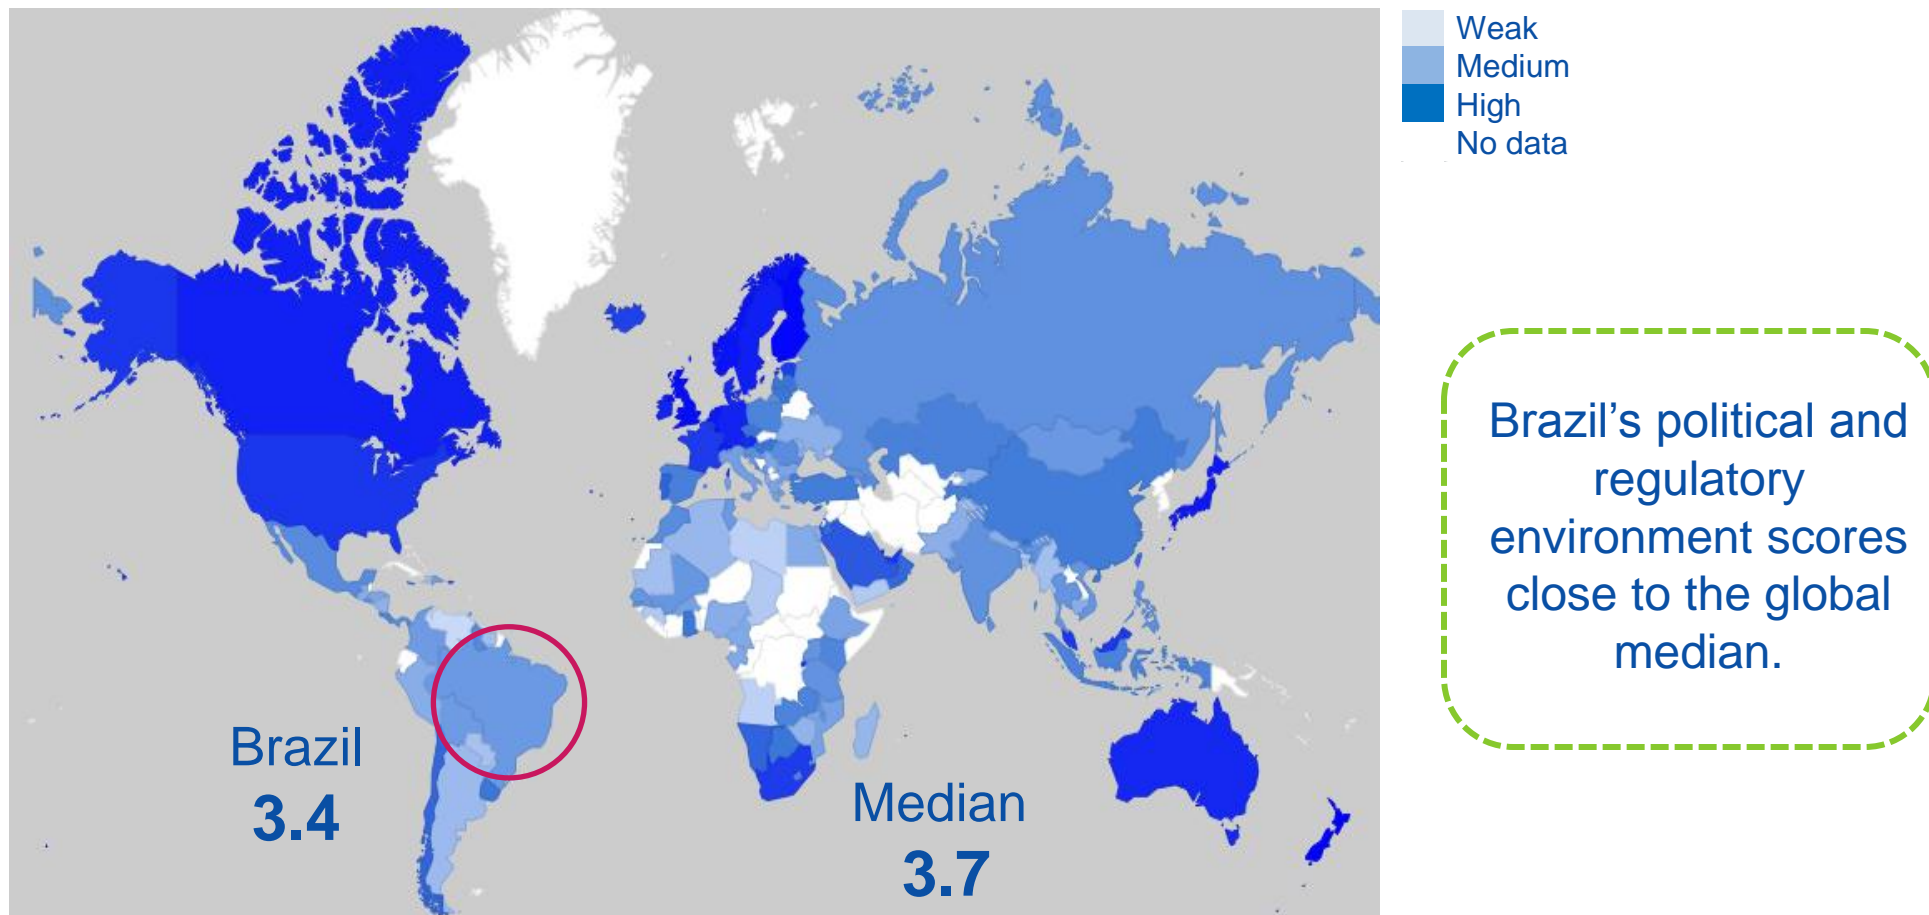 Weak
Medium
High
No data
Brazil’s political and
regulatory
environment scores
close to the global
median.
Brazil
3.4
Median
3.7